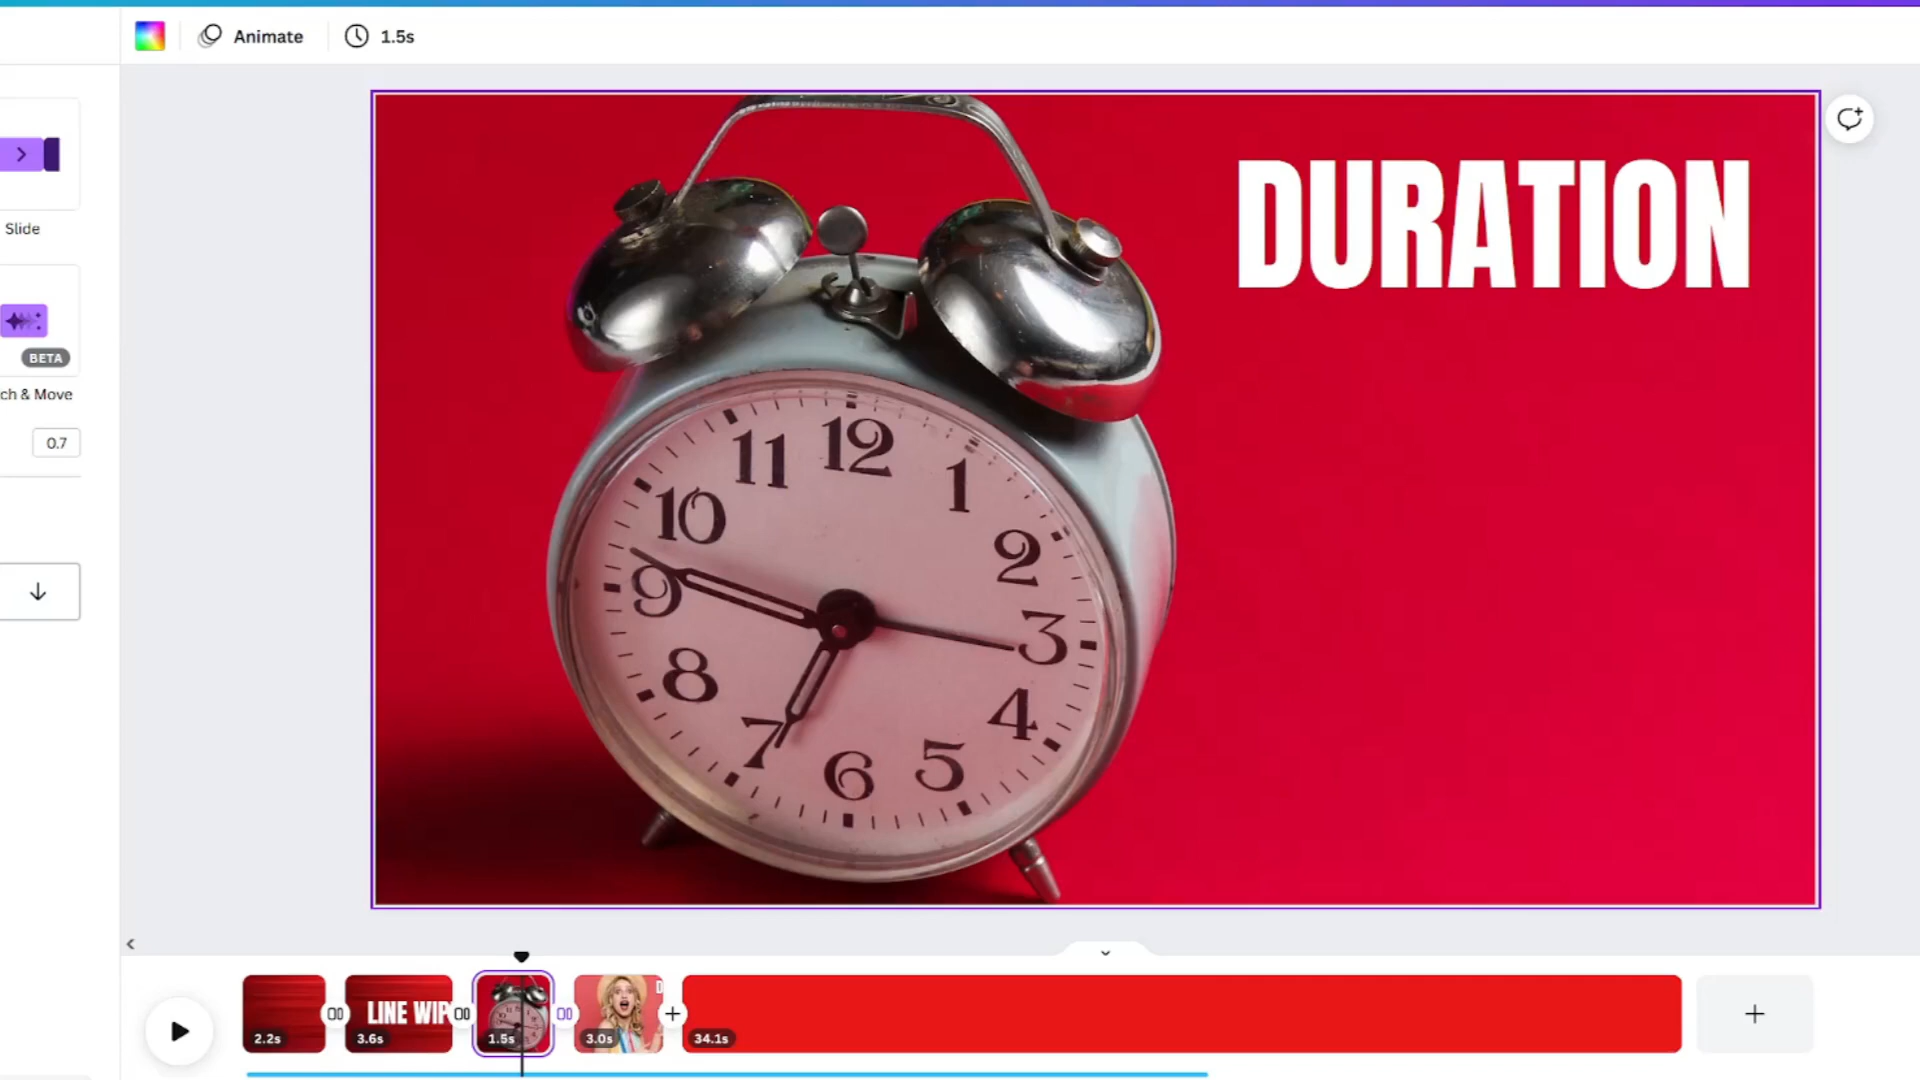 Animate
1.5s
Slide
BETA
ch & Move
0.7
DURATION
12
11
1
10
2
9
3
8
4
7
5
6
2.2s
LINE WIP
3.6s
1.5s
D
3.0s
34.1s